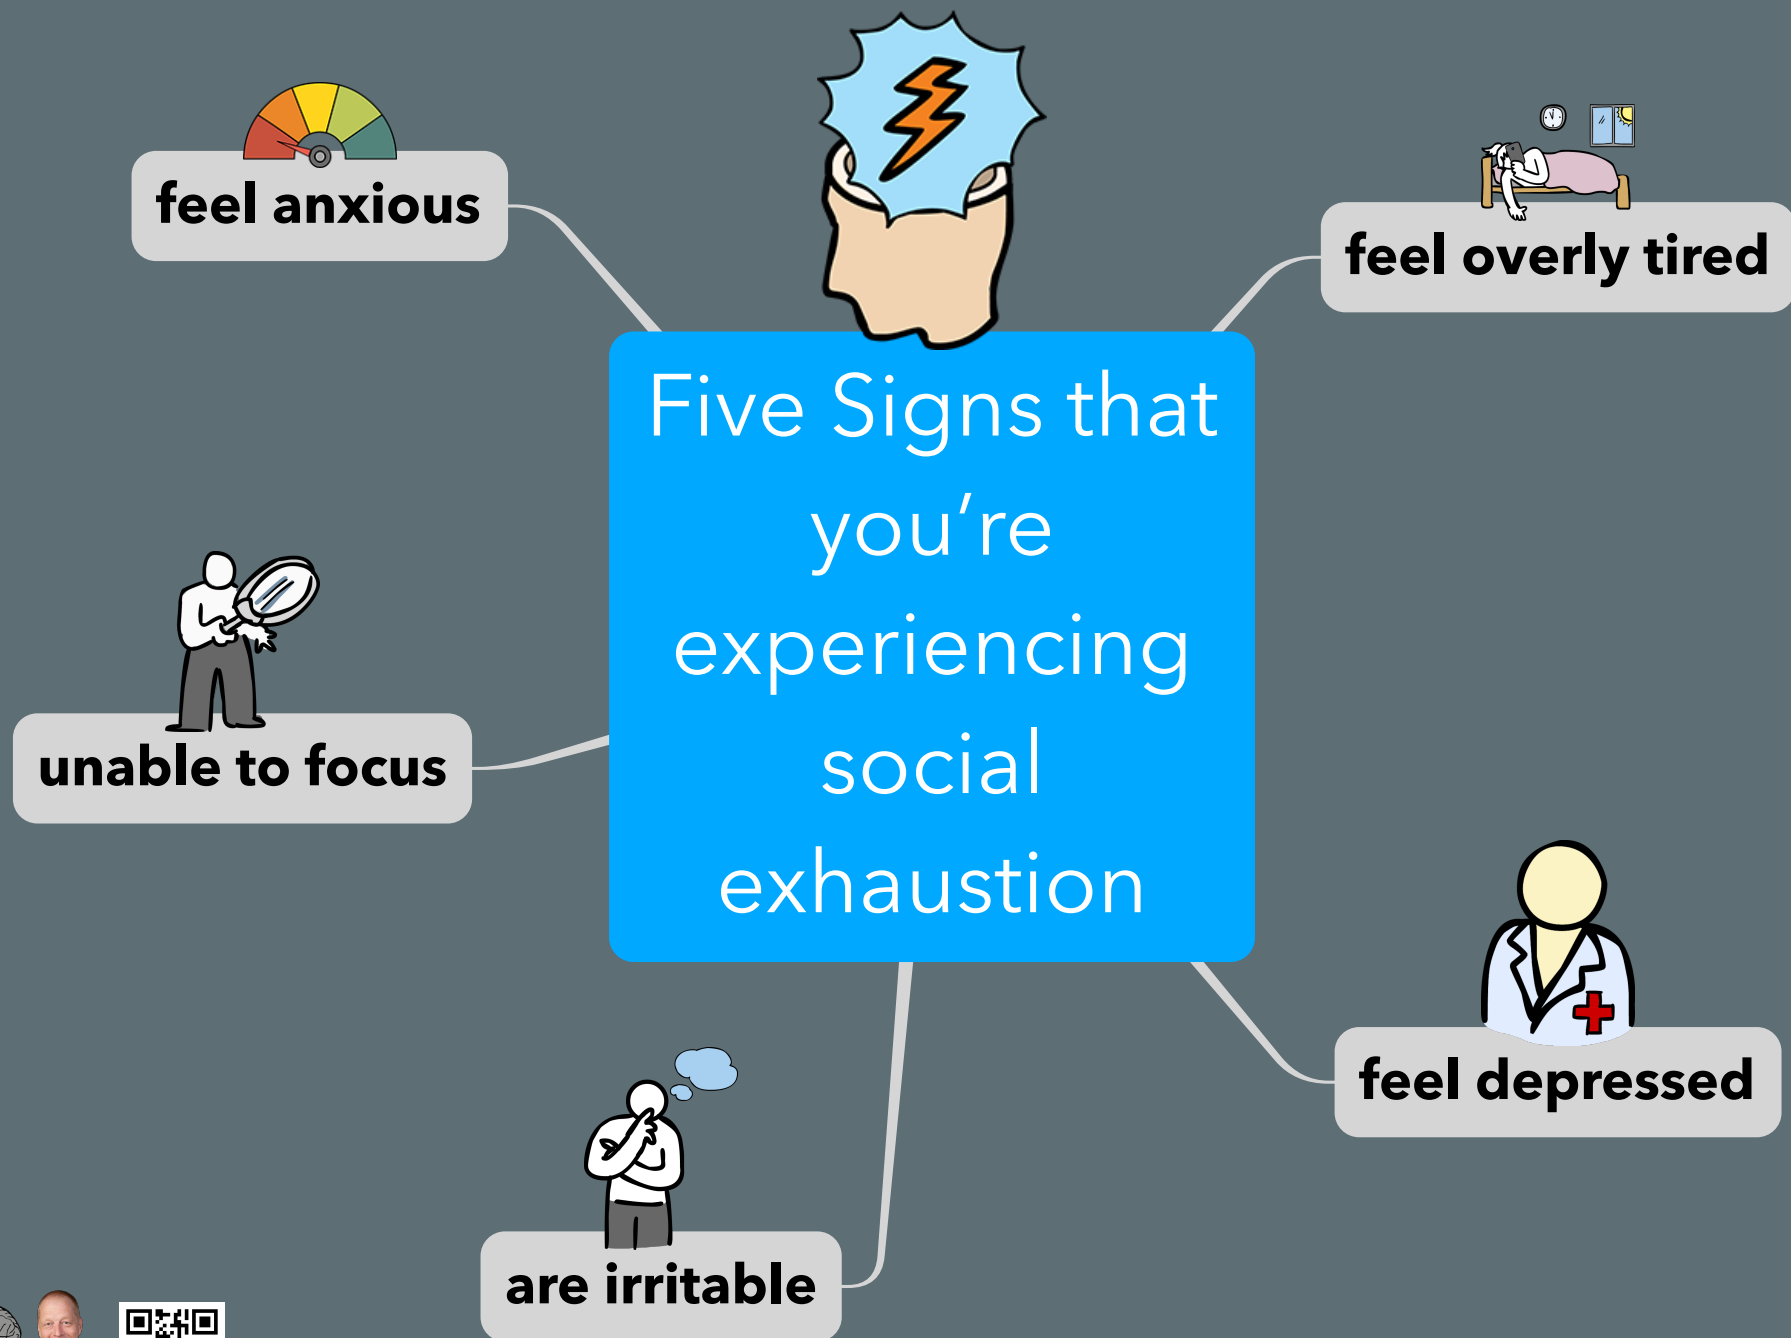 Five Signs that
you’re
experiencing
social
exhaustion
feel overly tired
feel depressed
are irritable
unable to focus
feel anxious